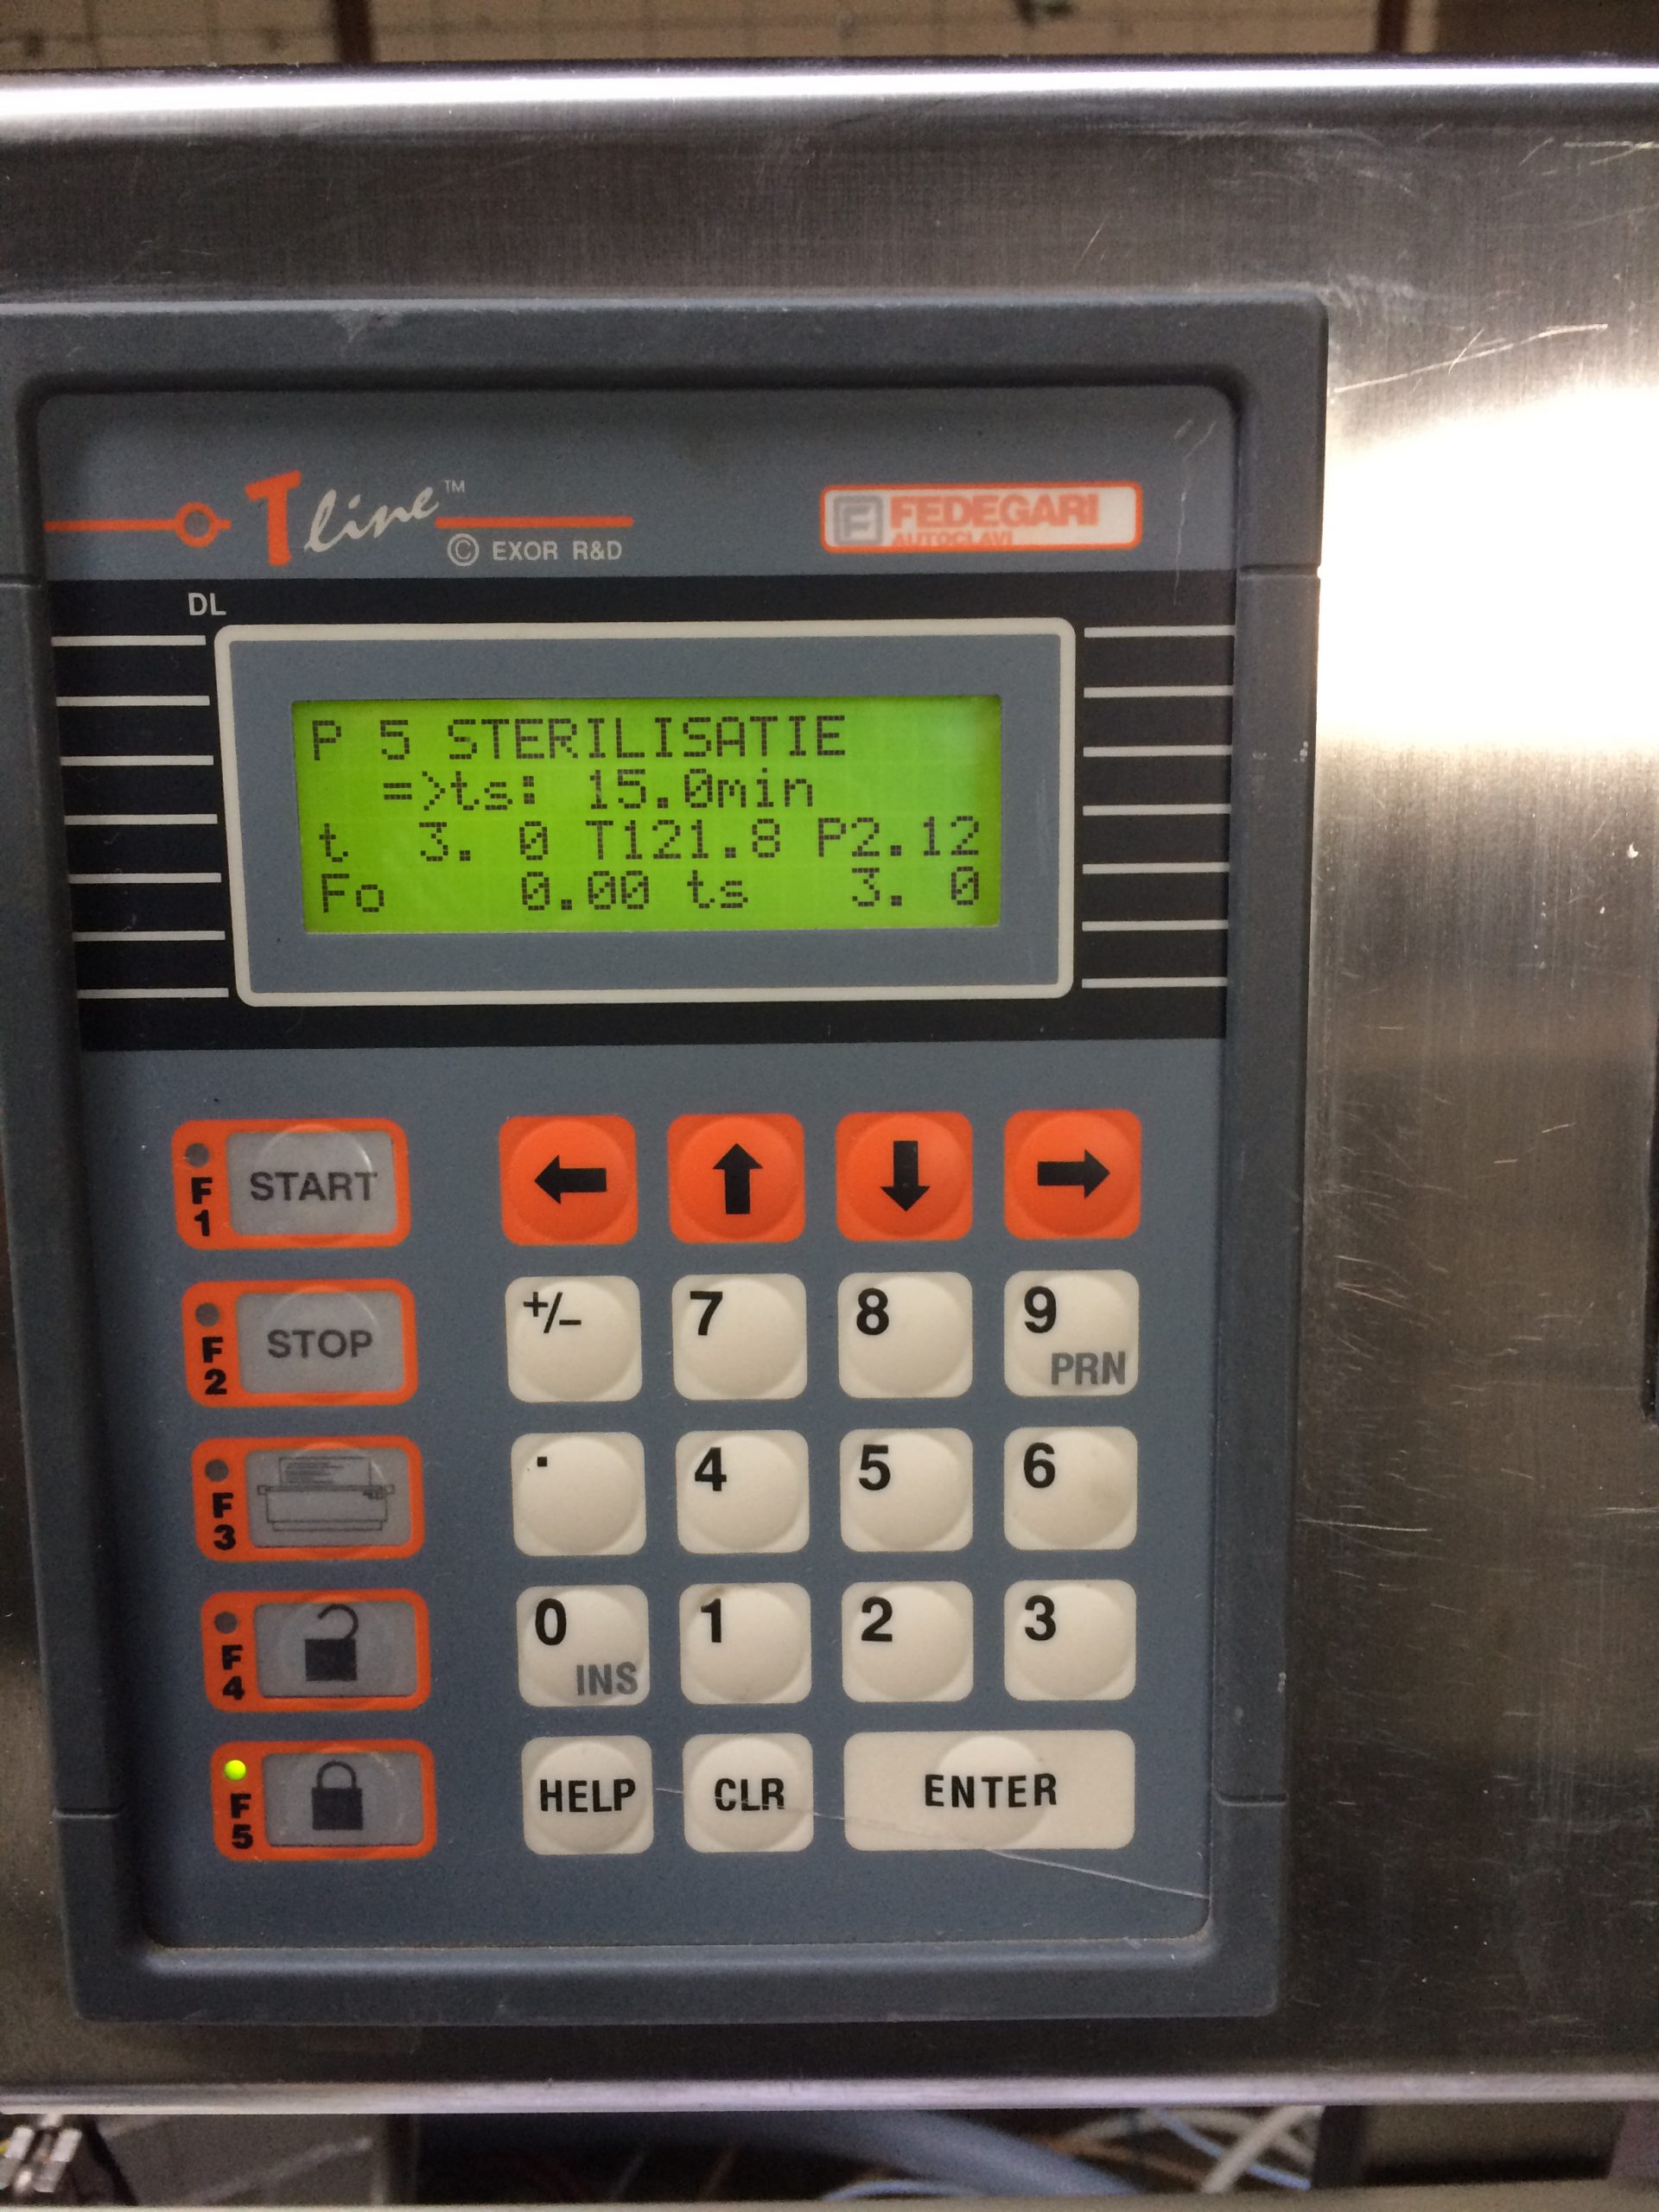 T line™
© EXOR R&D
FEDEGARI
AUTOCLAVI
DL
P 5 STERILISATIE
=>ts: 15.0min
t 3. 0 T121.8 P2.12
Fo 0.00 ts 3. 0
F1 START
F2 STOP
+/- 7 8 9 PRN
F3
. 4 5 6
F4
0 INS 1 2 3
F5
HELP CLR ENTER